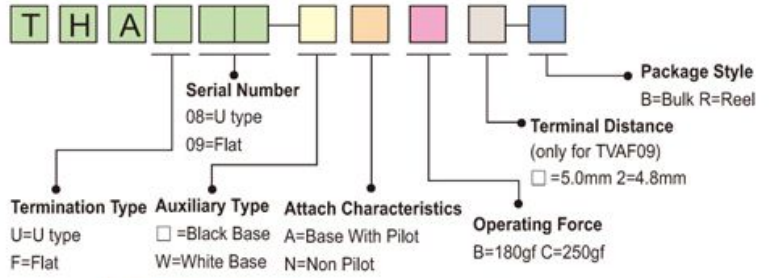 T H A
Serial Number
08=U type
09=Flat
Package Style
B=Bulk R=Reel
Terminal Distance
(only for TVAF09)
□ =5.0mm 2=4.8mm
Termination Type
U=U type
F=Flat
Auxiliary Type
□ =Black Base
W=White Base
Attach Characteristics
A=Base With Pilot
N=Non Pilot
Operating Force
B=180gf C=250gf